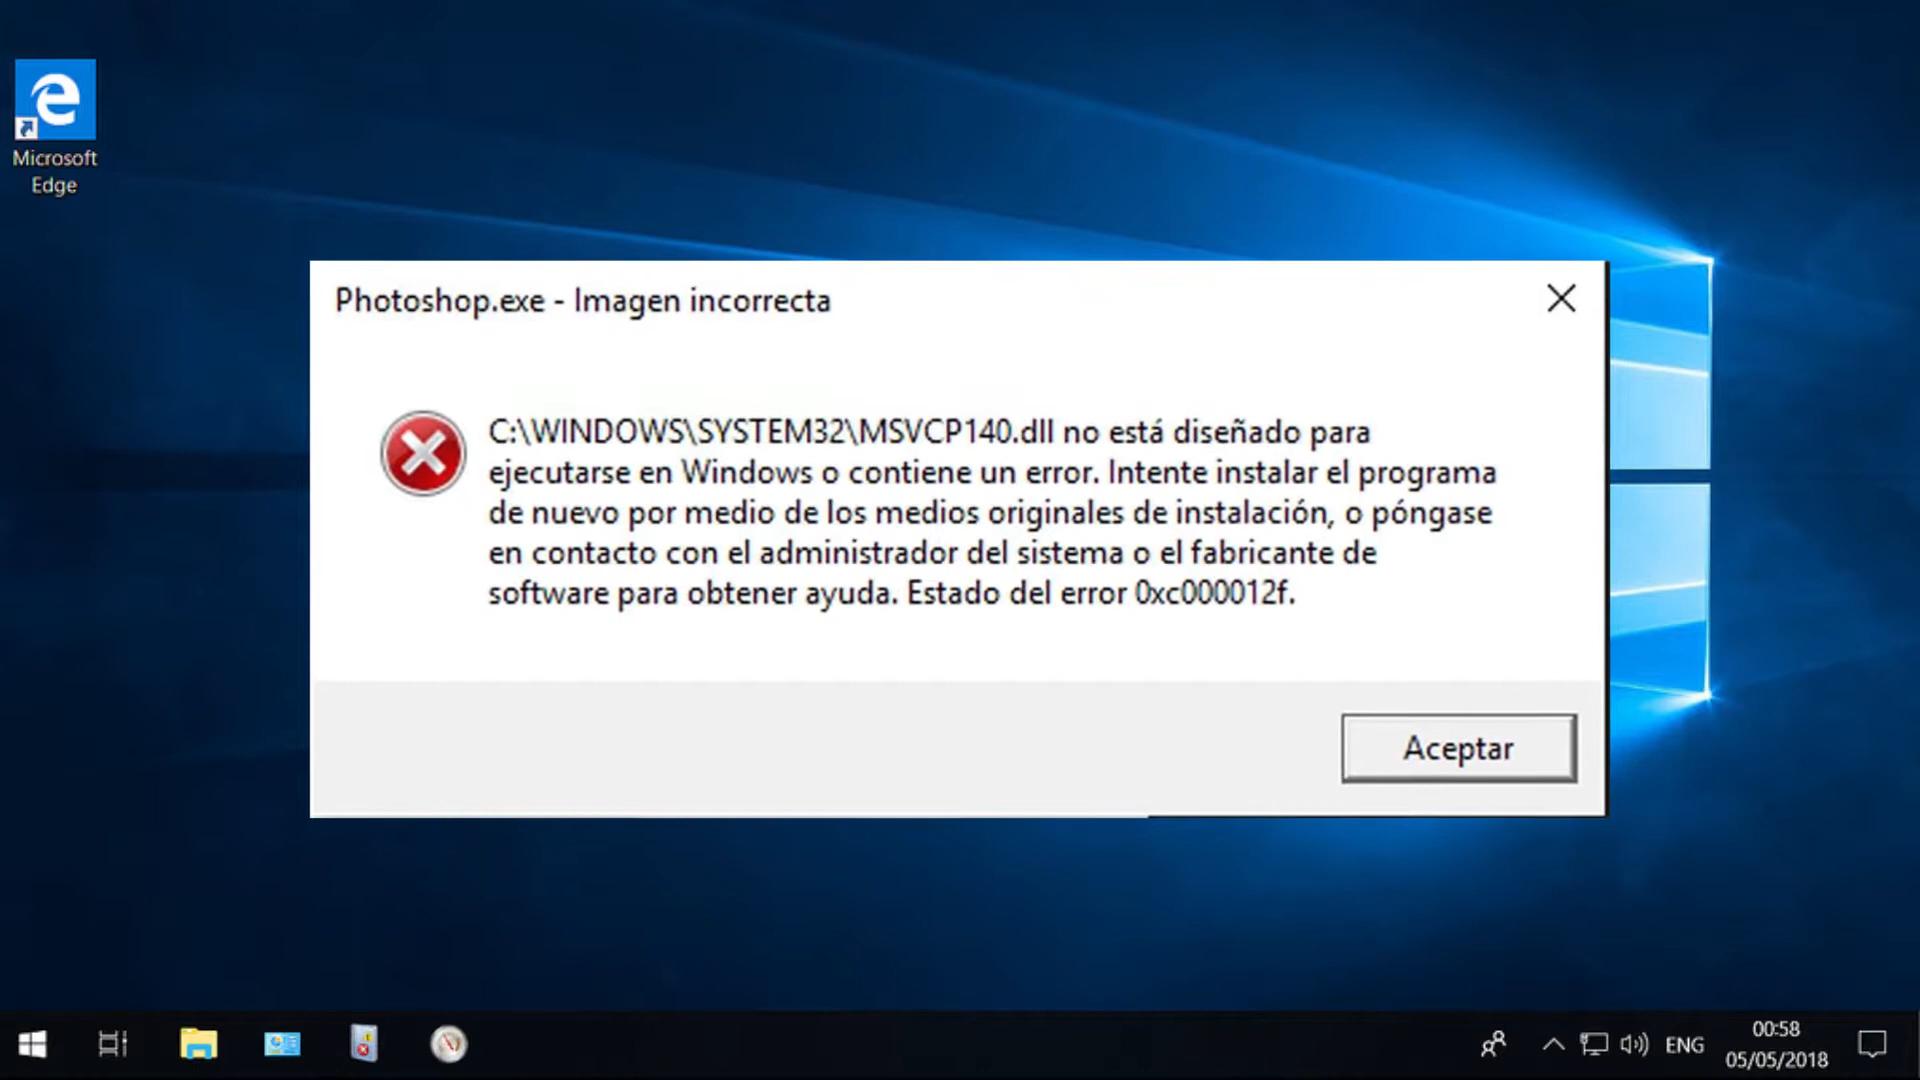 Microsoft
Edge
Photoshop.exe - Imagen incorrecta
C:\WINDOWS\SYSTEM32\MSVCP140.dll no está diseñado para
ejecutarse en Windows o contiene un error. Intente instalar el programa
de nuevo por medio de los medios originales de instalación, o póngase
en contacto con el administrador del sistema o el fabricante de
software para obtener ayuda. Estado del error 0xc000012f.
Aceptar
ENG
00:58
05/05/2018